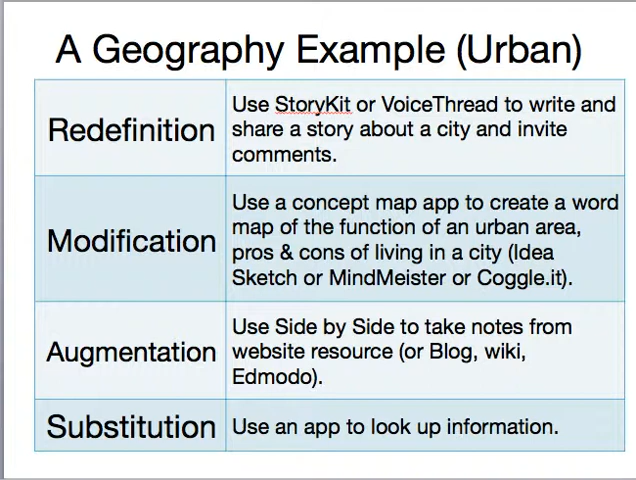 A Geography Example (Urban)
Redefinition
Use StoryKit or VoiceThread to write and
share a story about a city and invite
comments.
Modification
Use a concept map app to create a word
map of the function of an urban area,
pros & cons of living in a city (Idea
Sketch or MindMeister or Coggle.it).
Augmentation
Use Side by Side to take notes from
website resource (or Blog, wiki,
Edmodo).
Substitution
Use an app to look up information.